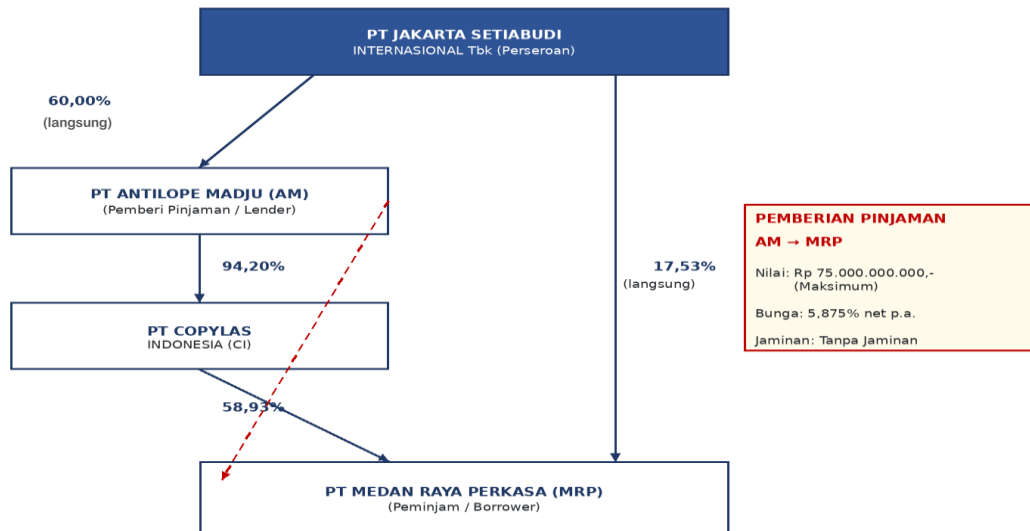 PT JAKARTA SETIABUDI
INTERNASIONAL Tbk (Perseroan)
60,00%
(langsung)
PT ANTILOPE MADJU (AM)
(Pemberi Pinjaman / Lender)
94,20%
17,53%
(langsung)
PEMBERIAN PINJAMAN
AM → MRP
Nilai: Rp 75.000.000.000,-
(Maksimum)
Bunga: 5,875% net p.a.
Jaminan: Tanpa Jaminan
PT COPYLAS
INDONESIA (CI)
58,93%
PT MEDAN RAYA PERKASA (MRP)
(Peminjam / Borrower)